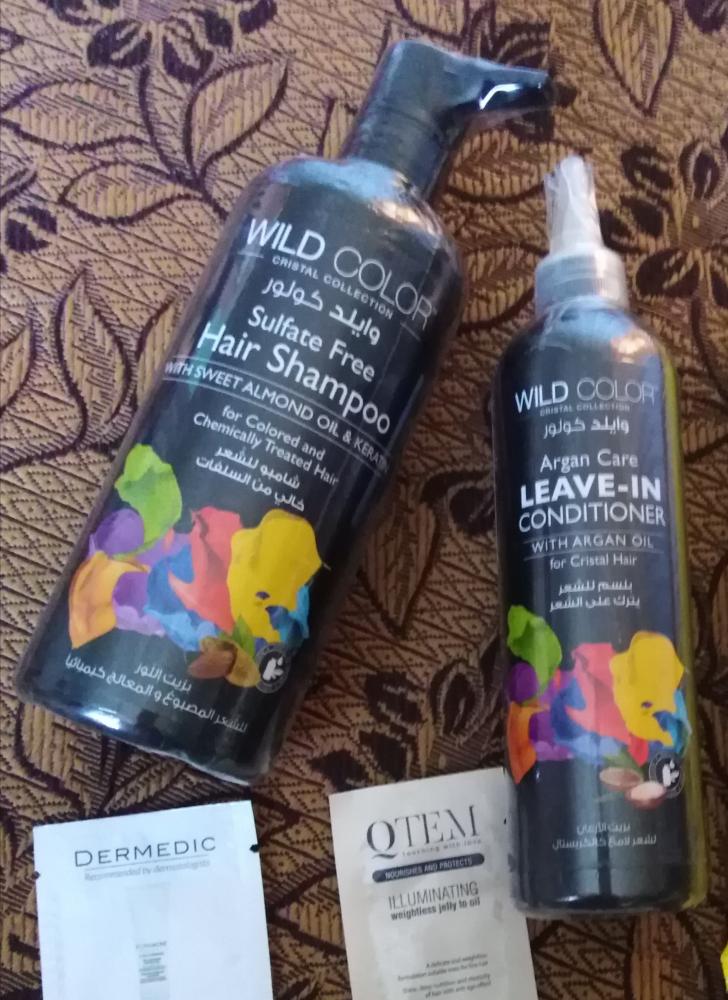 WILD COLOR
CRISTAL COLLECTION
وايلد كولور
Sulfate Free
Hair Shampoo
WITH SWEET ALMOND OIL & KERATIN
for Colored and
Chemically Treated Hair
شامبو للشعر
خالي من السلفات
بزيت اللوز
للشعر المصبوغ و المعالج كيميائيا
WILD COLOR
CRISTAL COLLECTION
وايلد كولور
Argan Care
LEAVE-IN
CONDITIONER
WITH ARGAN OIL
for Cristal Hair
بلسم للشعر
يترك على الشعر
بزيت الأرغان
لشعر لامع كالكريستال
DERMEDIC
Recommended by dermatologists
QTEM
touching with love
NOURISHES AND PROTECTS
ILLUMINATING
weightless jelly to oil